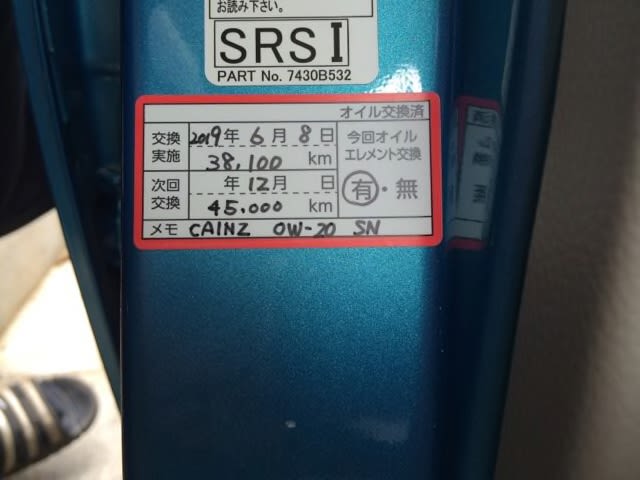 お読み下さい。
SRS I
PART No. 7430B532
オイル交換済
交換実施 2019年 6月 8日
38,100 km
今回オイルエレメント交換
有・無
次回交換 年 12月 日
45.000 km
メモ CAINZ 0W-20 SN